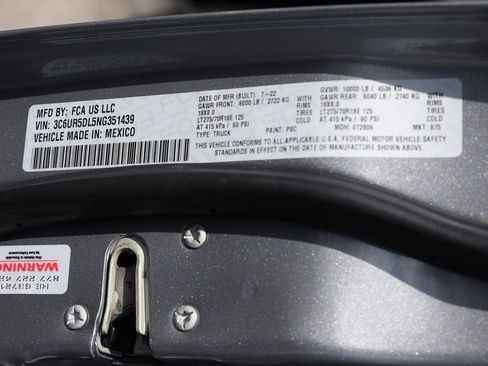 MFD BY: FCA US LLC
VIN: 3C6UR5DL5NG351439
VEHICLE MADE IN: MEXICO
DATE OF MFR (BUILT): 7-22
GAWR FRONT: 6000 LB / 2722 KG WITH
18X8.0 RIMS
LT275/70R18E 125 TIRES
AT 415 kPa / 60 PSI COLD
TYPE: TRUCK PAINT: PSC
GVWR: 10000 LB / 4536 KG
GAWR REAR: 6040 LB / 2740 KG WITH
18X8.0 RIMS
LT275/70R18E 125 TIRES
AT 415 kPa / 60 PSI COLD
MDH: 072906 MKT: 875
THIS VEHICLE CONFORMS TO ALL APPLICABLE U.S.A. FEDERAL MOTOR VEHICLE SAFETY
STANDARDS IN EFFECT ON THE DATE OF MANUFACTURE SHOWN ABOVE.
WARNING